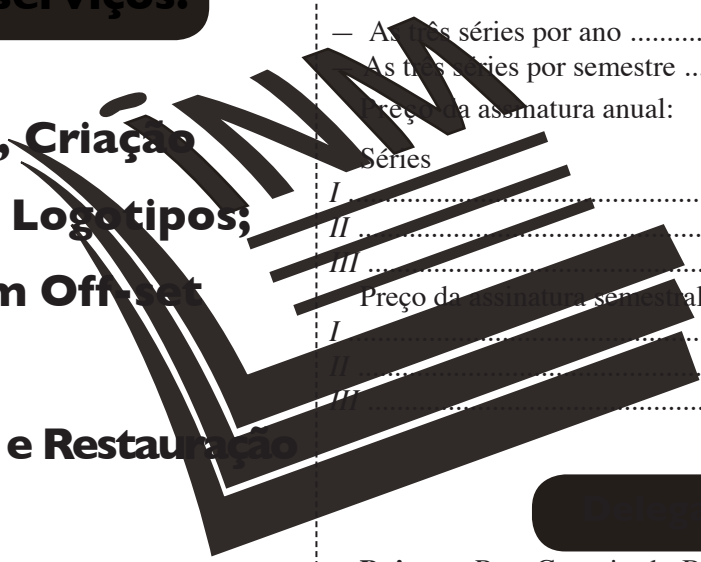 serviços:
, Criação
Logotipos;
m Off-set
e Restauração
INM
— As três séries por ano
— As três séries por semestre
Preço da assinatura anual:
Séries
I
II
III
Preço da assinatura semestral
I
II
III